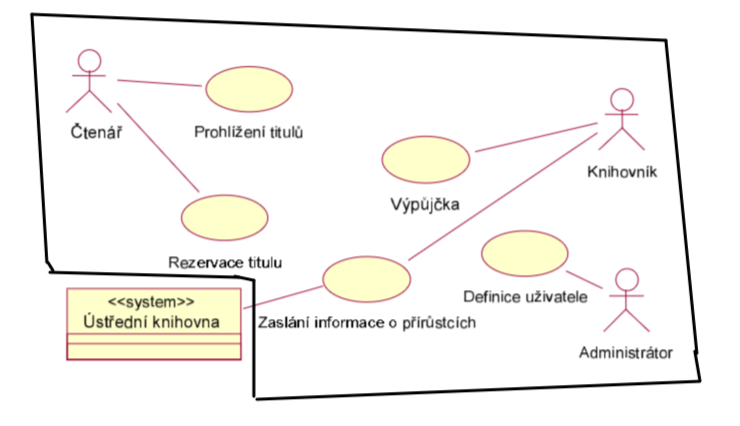 Čtenář
Prohlížení titulů
Knihovník
Výpůjčka
Rezervace titulu
<<system>>
Ústřední knihovna
Zaslání informace o přírůstcích
Definice uživatele
Administrátor